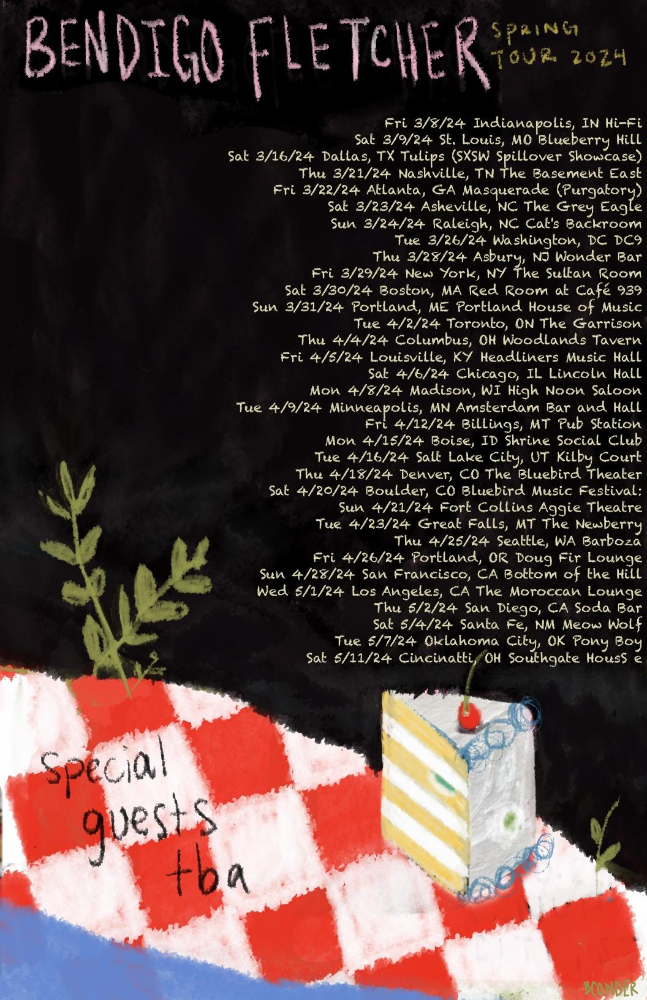 BENDIGO FLETCHER
SPRING
TOUR 2024
Fri 3/8/24 Indianapolis, IN Hi-Fi
Sat 3/9/24 St. Louis, MO Blueberry Hill
Sat 3/16/24 Dallas, TX Tulips (SXSW Spillover Showcase)
Thu 3/21/24 Nashville, TN The Basement East
Fri 3/22/24 Atlanta, GA Masquerade (Purgatory)
Sat 3/23/24 Asheville, NC The Grey Eagle
Sun 3/24/24 Raleigh, NC Cat's Backroom
Tue 3/26/24 Washington, DC DC9
Thu 3/28/24 Asbury, NJ Wonder Bar
Fri 3/29/24 New York, NY The Sultan Room
Sat 3/30/24 Boston, MA Red Room at Café 939
Sun 3/31/24 Portland, ME Portland House of Music
Tue 4/2/24 Toronto, ON The Garrison
Thu 4/4/24 Columbus, OH Woodlands Tavern
Fri 4/5/24 Louisville, KY Headliners Music Hall
Sat 4/6/24 Chicago, IL Lincoln Hall
Mon 4/8/24 Madison, WI High Noon Saloon
Tue 4/9/24 Minneapolis, MN Amsterdam Bar and Hall
Fri 4/12/24 Billings, MT Pub Station
Mon 4/15/24 Boise, ID Shrine Social Club
Tue 4/16/24 Salt Lake City, UT Kilby Court
Thu 4/18/24 Denver, CO The Bluebird Theater
Sat 4/20/24 Boulder, CO Bluebird Music Festival:
Sun 4/21/24 Fort Collins Aggie Theatre
Tue 4/23/24 Great Falls, MT The Newberry
Thu 4/25/24 Seattle, WA Barboza
Fri 4/26/24 Portland, OR Doug Fir Lounge
Sun 4/28/24 San Francisco, CA Bottom of the Hill
Wed 5/1/24 Los Angeles, CA The Moroccan Lounge
Thu 5/2/24 San Diego, CA Soda Bar
Sat 5/4/24 Santa Fe, NM Meow Wolf
Tue 5/7/24 Oklahoma City, OK Pony Boy
Sat 5/11/24 Cincinatti, OH Southgate HousS e
special
guests
tba
BCONDER